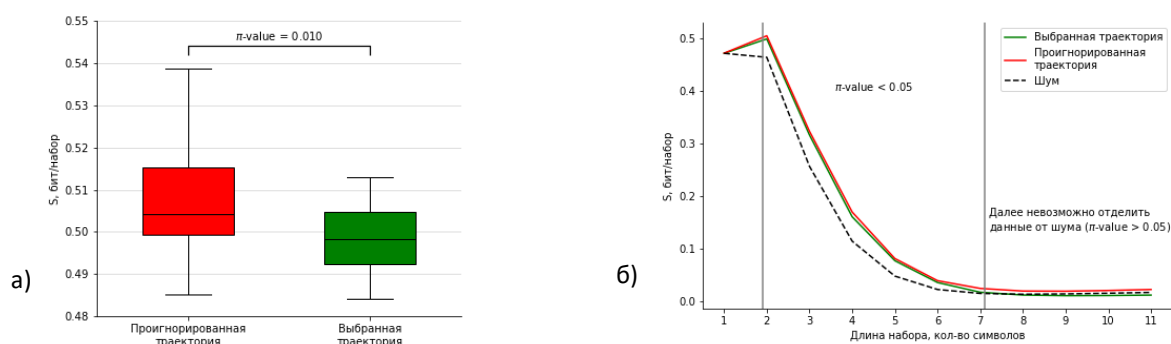 а)
0.55
0.54
0.53
0.52
0.51
0.50
0.49
0.48
S, бит/набор
π-value = 0.010
Проигнорированная
траектория
Выбранная
траектория
б)
0.5
0.4
0.3
0.2
0.1
0.0
S, бит/набор
Выбранная траектория
Проигнорированная
траектория
Шум
π-value < 0.05
Далее невозможно отделить
данные от шума (π-value > 0.05)
1 2 3 4 5 6 7 8 9 10 11
Длина набора, кол-во символов